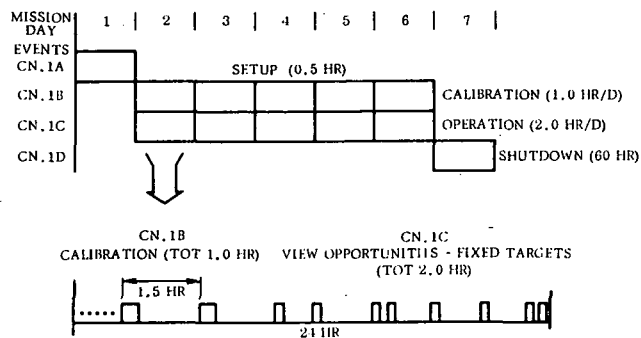 MISSION DAY 1 2 3 4 5 6 7
EVENTS
CN.1A SETUP (0.5 HR)
CN.1B CALIBRATION (1.0 HR/D)
CN.1C OPERATION (2.0 HR/D)
CN.1D SHUTDOWN (60 HR)
CN.1B
CALIBRATION (TOT 1.0 HR)
CN.1C
VIEW OPPORTUNITIIS - FIXED TARGETS
(TOT 2.0 HR)
1.5 HR
24 HR